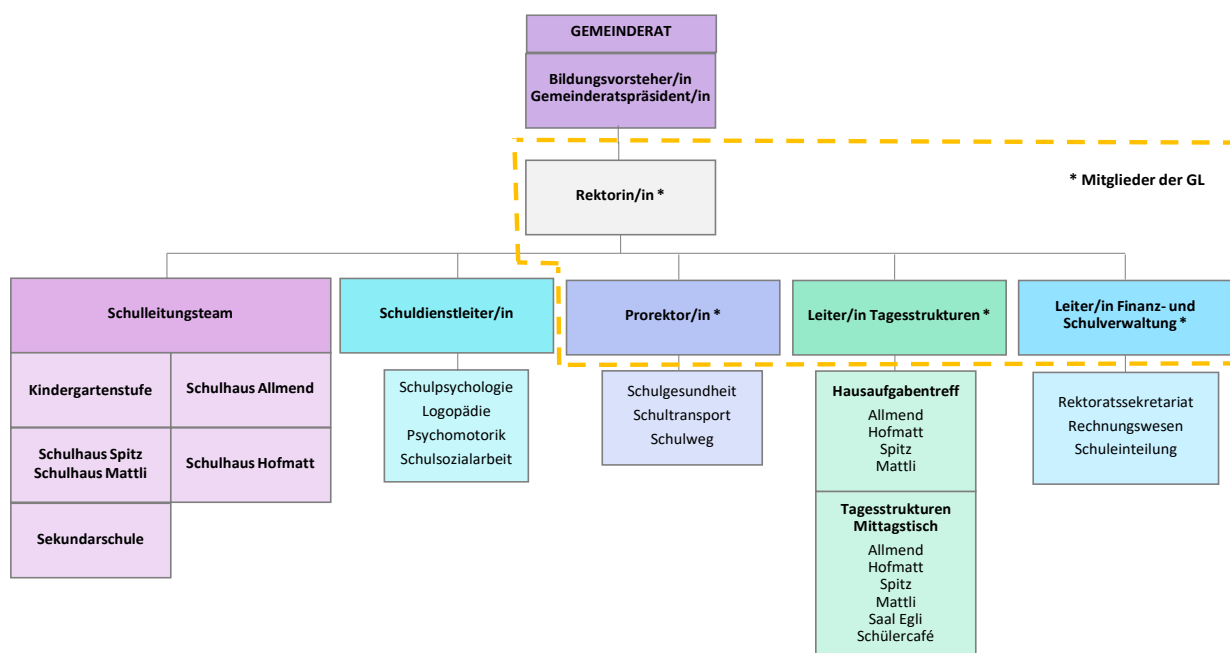 GEMEINDERAT
Bildungsvorsteher/in
Gemeinderatspräsident/in
Rektorin/in *
* Mitglieder der GL
Schulleitungsteam
Schuldienstleiter/in
Prorektor/in *
Leiter/in Tagesstrukturen *
Leiter/in Finanz- und
Schulverwaltung *
Kindergartenstufe
Schulhaus Allmend
Schulhaus Spitz
Schulhaus Mattli
Schulhaus Hofmatt
Sekundarschule
Schulpsychologie
Logopädie
Psychomotorik
Schulsozialarbeit
Schulgesundheit
Schultransport
Schulweg
Hausaufgabentreff
Allmend
Hofmatt
Spitz
Mattli
Tagesstrukturen
Mittagstisch
Allmend
Hofmatt
Spitz
Mattli
Saal Egli
Schülercafé
Rektoratssekretariat
Rechnungswesen
Schuleinteilung